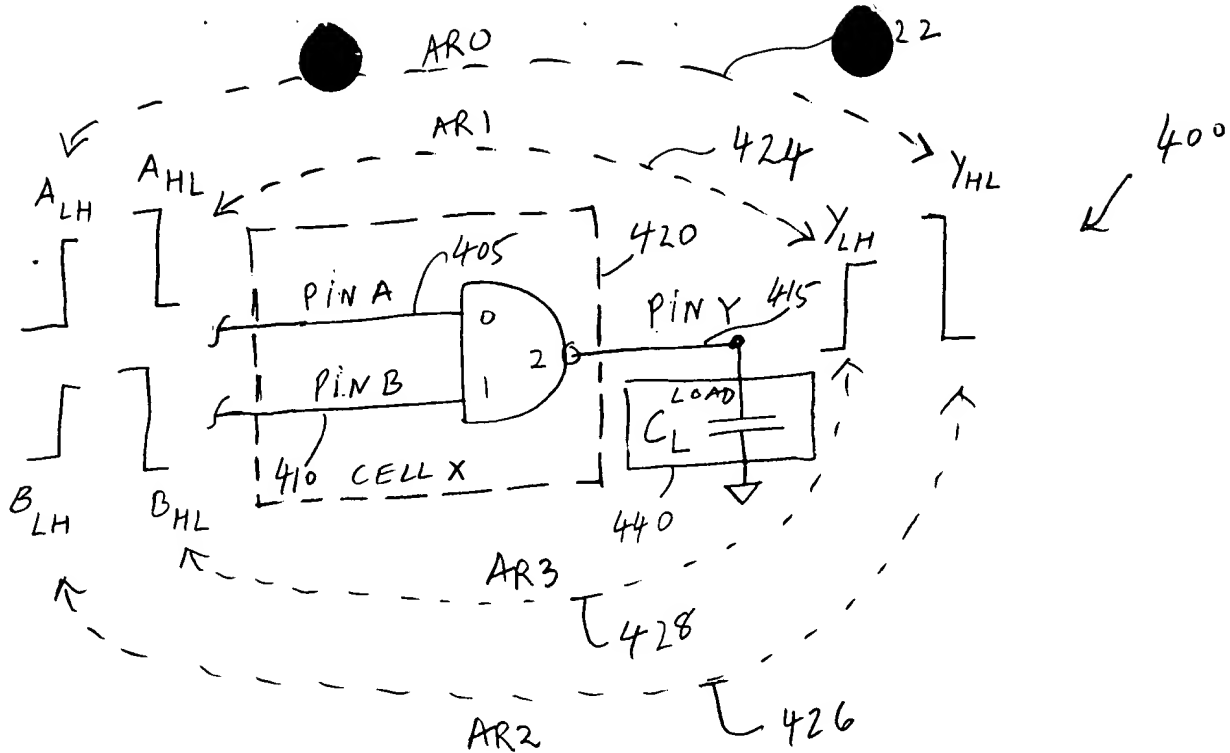 AR0
22
AR1
424
400
A_LH
A_HL
Y_HL
Y_LH
420
405
PIN A
PIN Y
415
0
2
PIN B
1
LOAD
C_L
410
CELL X
B_LH
B_HL
440
AR3
428
AR2
426